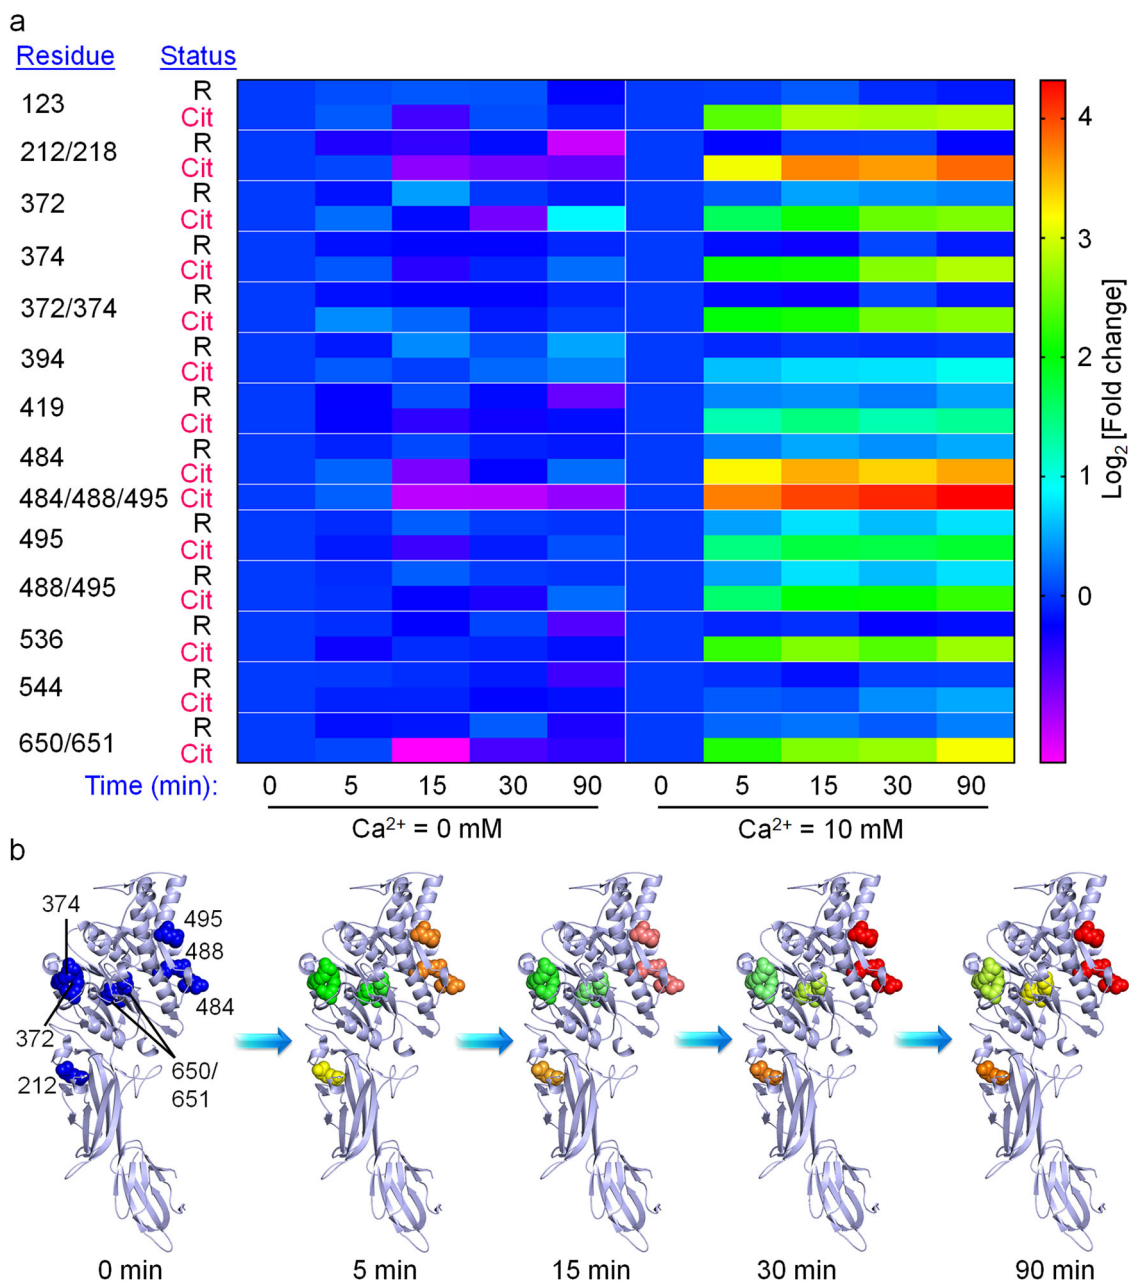 a
Residue Status
123 R
Cit
212/218 R
Cit
372 R
Cit
374 R
Cit
372/374 R
Cit
394 R
Cit
419 R
Cit
484 R
Cit
484/488/495 Cit
495 R
Cit
488/495 R
Cit
536 R
Cit
544 R
Cit
650/651 R
Cit
4
3
2
1
0
Log₂ [Fold change]
Time (min): 0 5 15 30 90 0 5 15 30 90
Ca²⁺ = 0 mM Ca²⁺ = 10 mM
b
374 495
488
484
372
212 650/
651
0 min 5 min 15 min 30 min 90 min